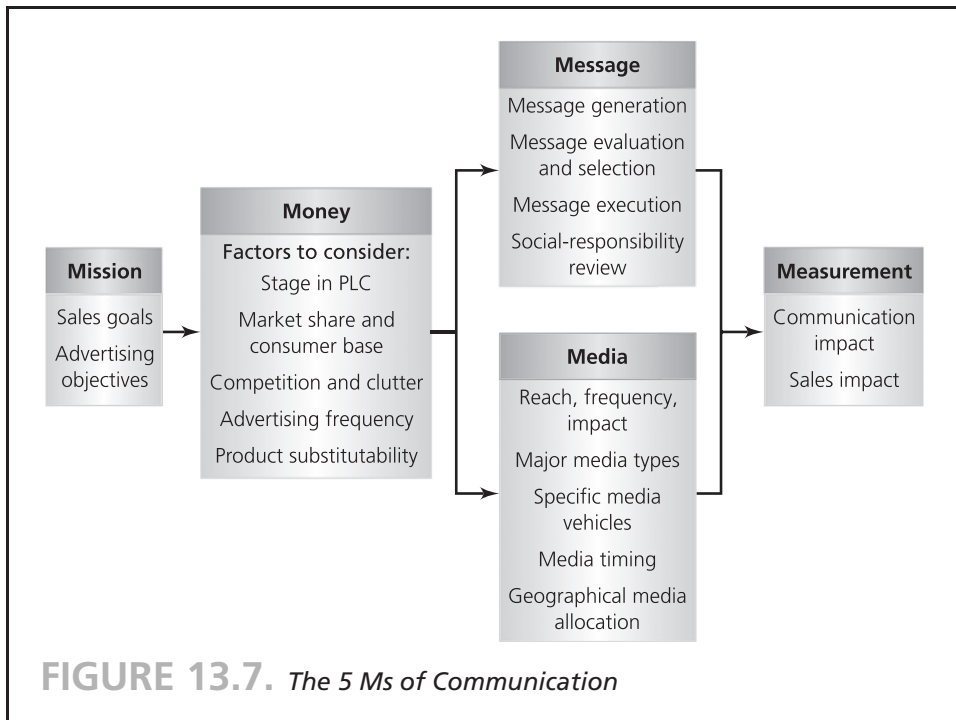 Mission
Sales goals
Advertising
objectives
Money
Factors to consider:
Stage in PLC
Market share and
consumer base
Competition and clutter
Advertising frequency
Product substitutability
Message
Message generation
Message evaluation
and selection
Message execution
Social-responsibility
review
Media
Reach, frequency,
impact
Major media types
Specific media
vehicles
Media timing
Geographical media
allocation
Measurement
Communication
impact
Sales impact
FIGURE 13.7. The 5 Ms of Communication